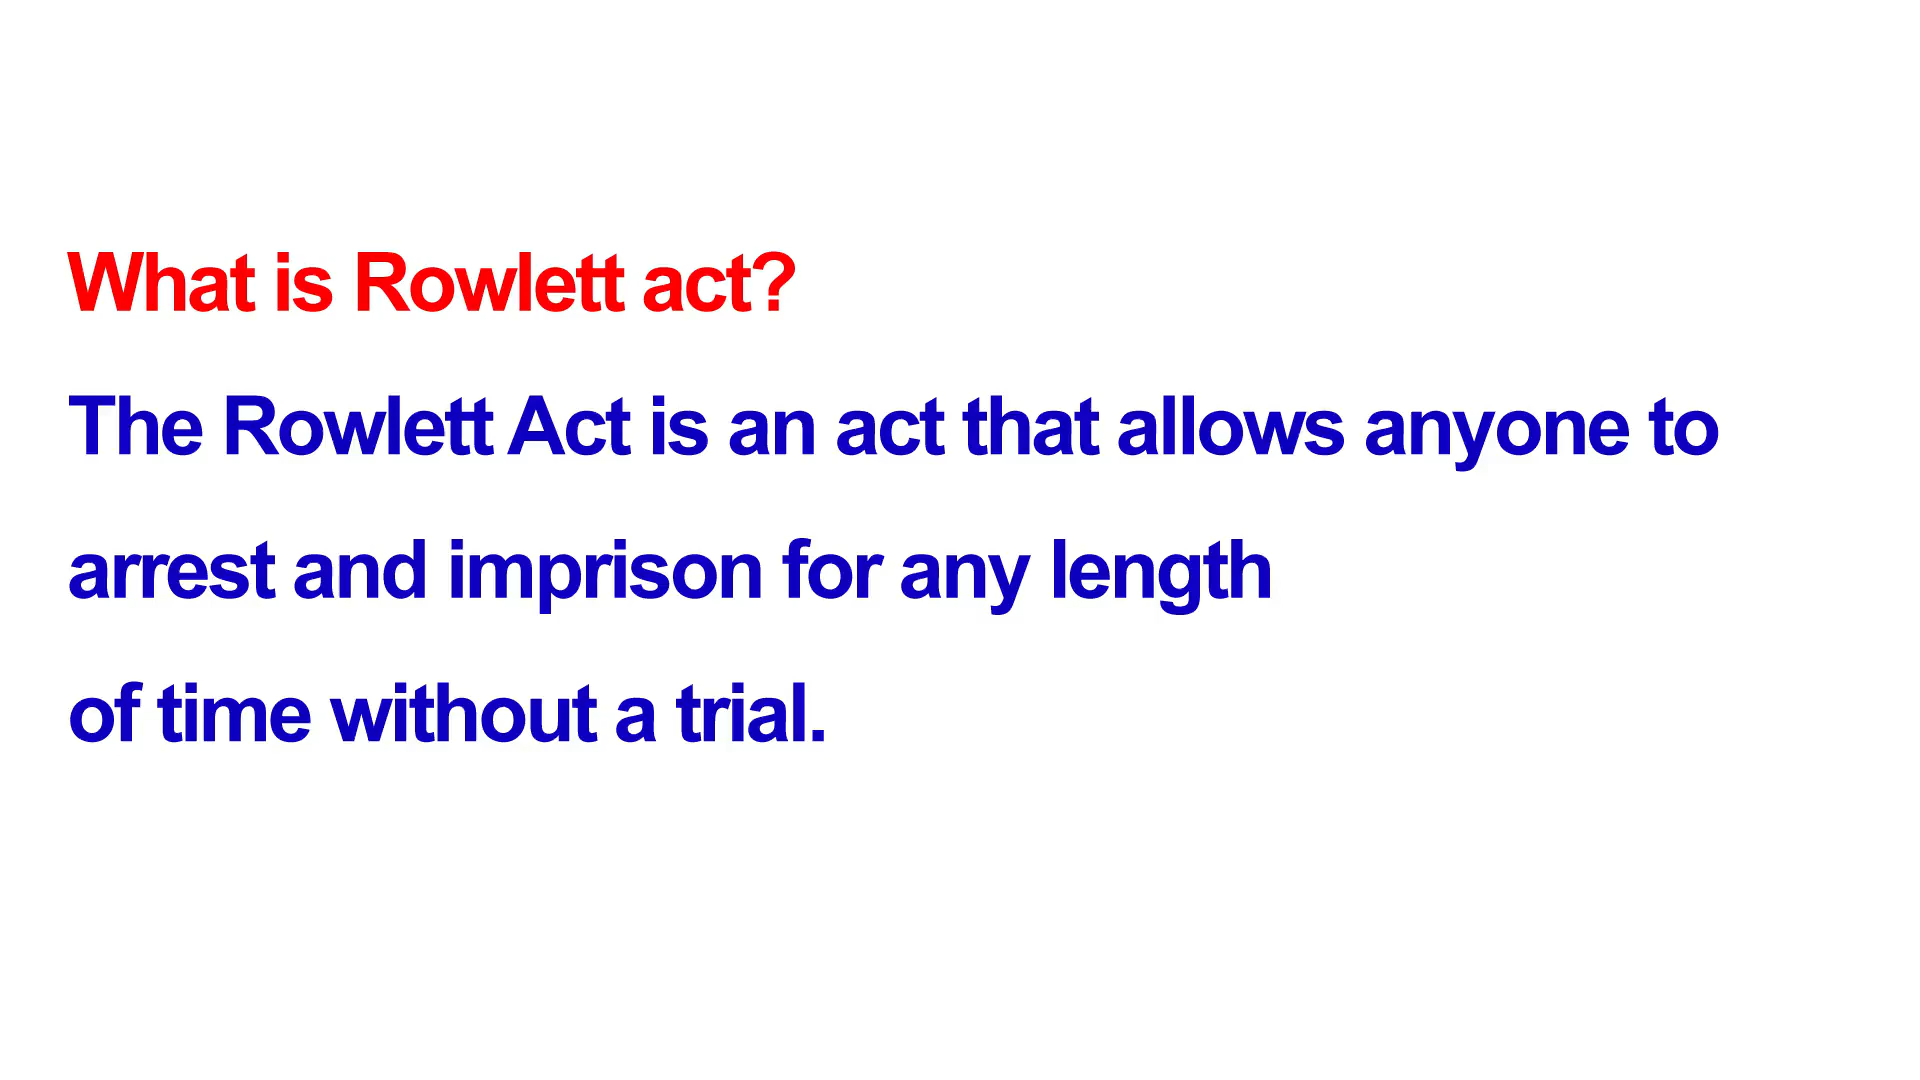 What is Rowlett act?
The Rowlett Act is an act that allows anyone to
arrest and imprison for any length
of time without a trial.